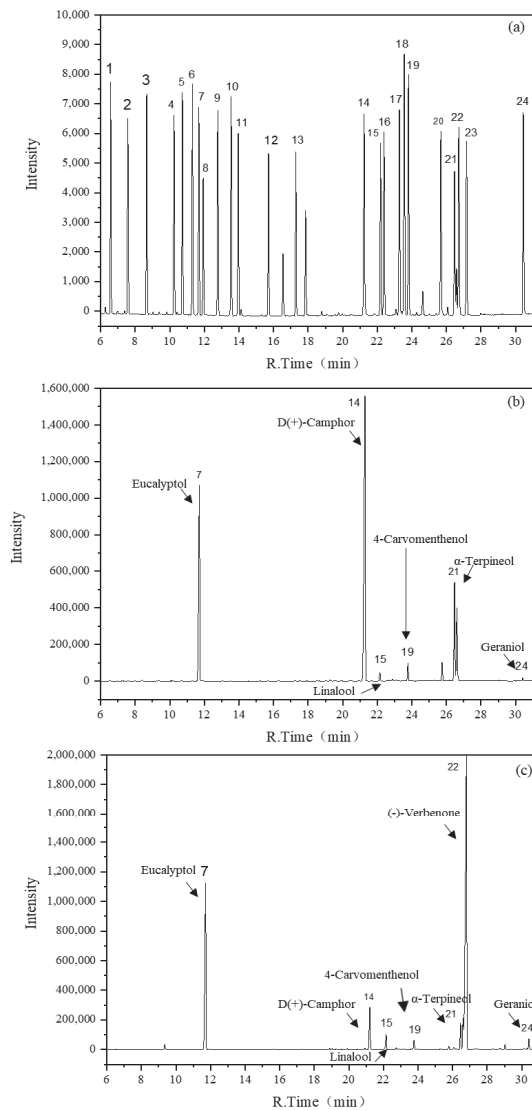 (a)
10,000
9,000
8,000
7,000
6,000
5,000
4,000
3,000
2,000
1,000
0
Intensity
1
2
3
4
5
6
7
8
9
10
11
12
13
14
15
16
17
18
19
20
21
22
23
24
6 8 10 12 14 16 18 20 22 24 26 28 30
R.Time（min）
(b)
1,600,000
1,400,000
1,200,000
1,000,000
800,000
600,000
400,000
200,000
0
Intensity
Eucalyptol
7
D(+)-Camphor
14
Linalool
15
4-Carvomenthenol
19
21
α-Terpineol
Geraniol
24
6 8 10 12 14 16 18 20 22 24 26 28 30
R.Time（min）
(c)
2,000,000
1,800,000
1,600,000
1,400,000
1,200,000
1,000,000
800,000
600,000
400,000
200,000
0
Intensity
Eucalyptol
7
D(+)-Camphor
14
Linalool
15
4-Carvomenthenol
19
α-Terpineol
21
(-)-Verbenone
22
Geraniol
24
6 8 10 12 14 16 18 20 22 24 26 28 30
R.Time（min）